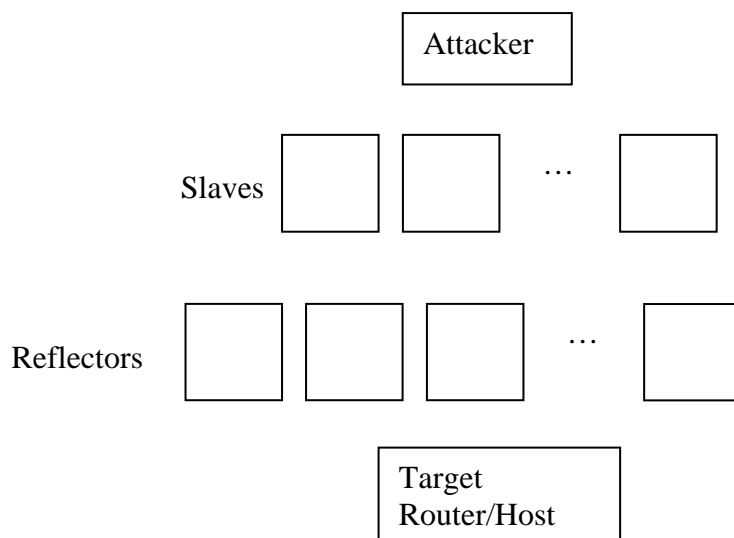 Attacker
Slaves
…
Reflectors
…
Target
Router/Host